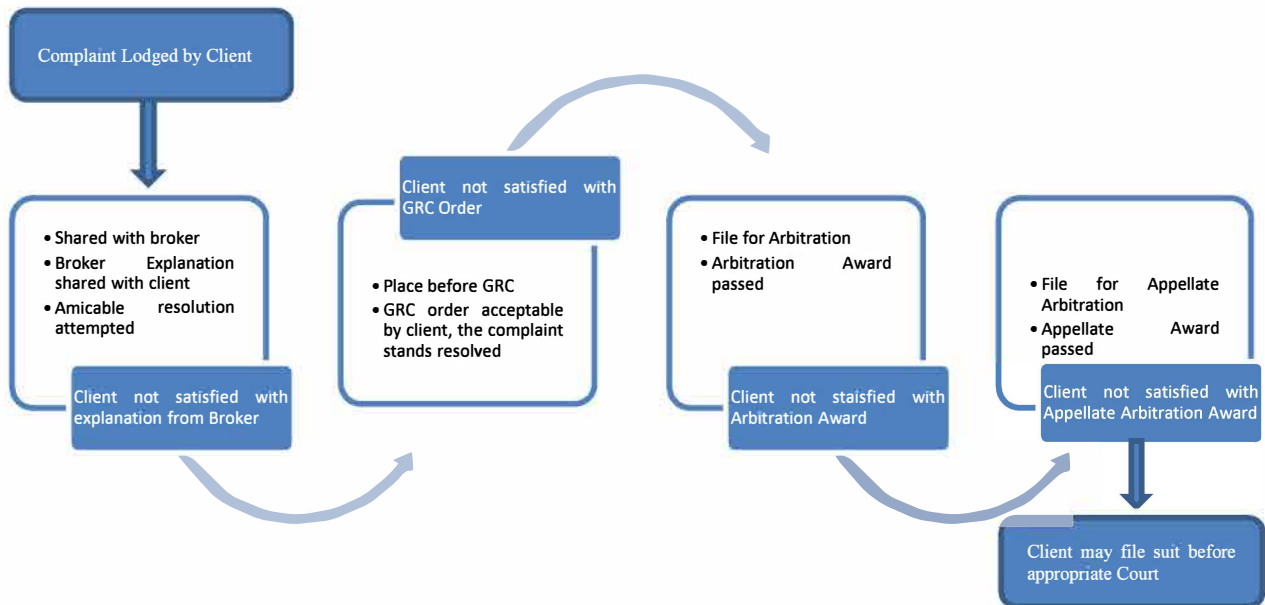 Complaint Lodged by Client
• Shared with broker
• Broker Explanation
shared with client
• Amicable resolution
attempted
Client not satisfied with
explanation from Broker
Client not satisfied with
GRC Order
• Place before GRC
• GRC order acceptable
by client, the complaint
stands resolved
• File for Arbitration
• Arbitration Award
passed
Client not staisfied with
Arbitration Award
• File for Appellate
Arbitration
• Appellate Award
passed
Client not satisfied with
Appellate Arbitration Award
Client may file suit before
appropriate Court